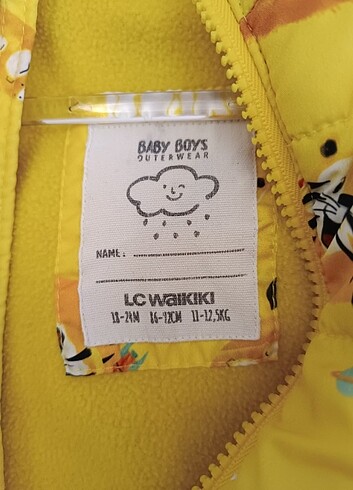 BABY BOYS
OUTERWEAR
NAME:
LC WAIKIKI
18-24M 86-92CM 11-12,5KG